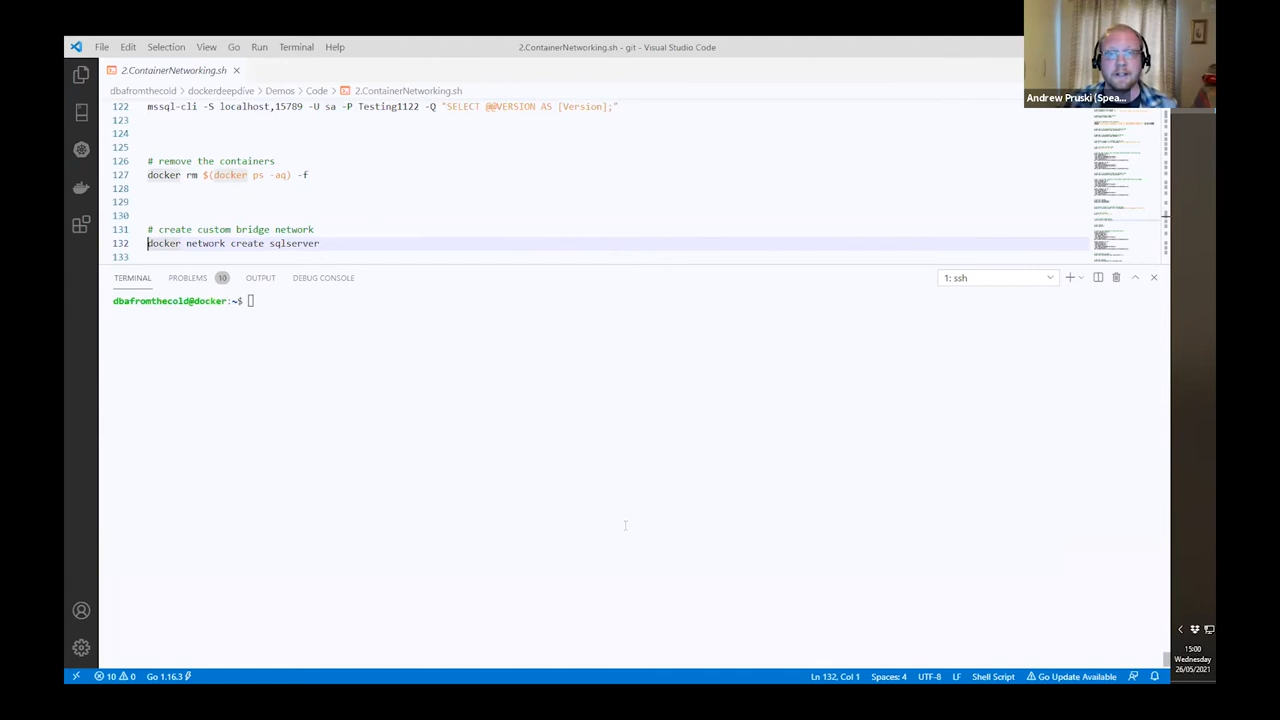 File Edit Selection View Go Run Terminal Help
2.ContainerNetworking.sh - git - Visual Studio Code
2.ContainerNetworking.sh
dbafromthecold > dockerdeepdive > Demos > Code > 2.ContainerNetworking.sh
Andrew Pruski (Spea...
122 mssql-cli -S localhost,15789 -U sa -P Testing1122 -Q "SELECT @@VERSION AS [Version];"
123
124
125
126 # remove the containers
127 docker rm $(docker ps -aq) -f
128
129
130
131 # create custom bridge network
132 docker network create sqlserver
133
TERMINAL PROBLEMS 10 OUTPUT DEBUG CONSOLE
1: ssh
dbafromthecold@docker:~$
15:00
Wednesday
26/05/2021
10 0 Go 1.16.3
Ln 132, Col 1 Spaces: 4 UTF-8 LF Shell Script Go Update Available